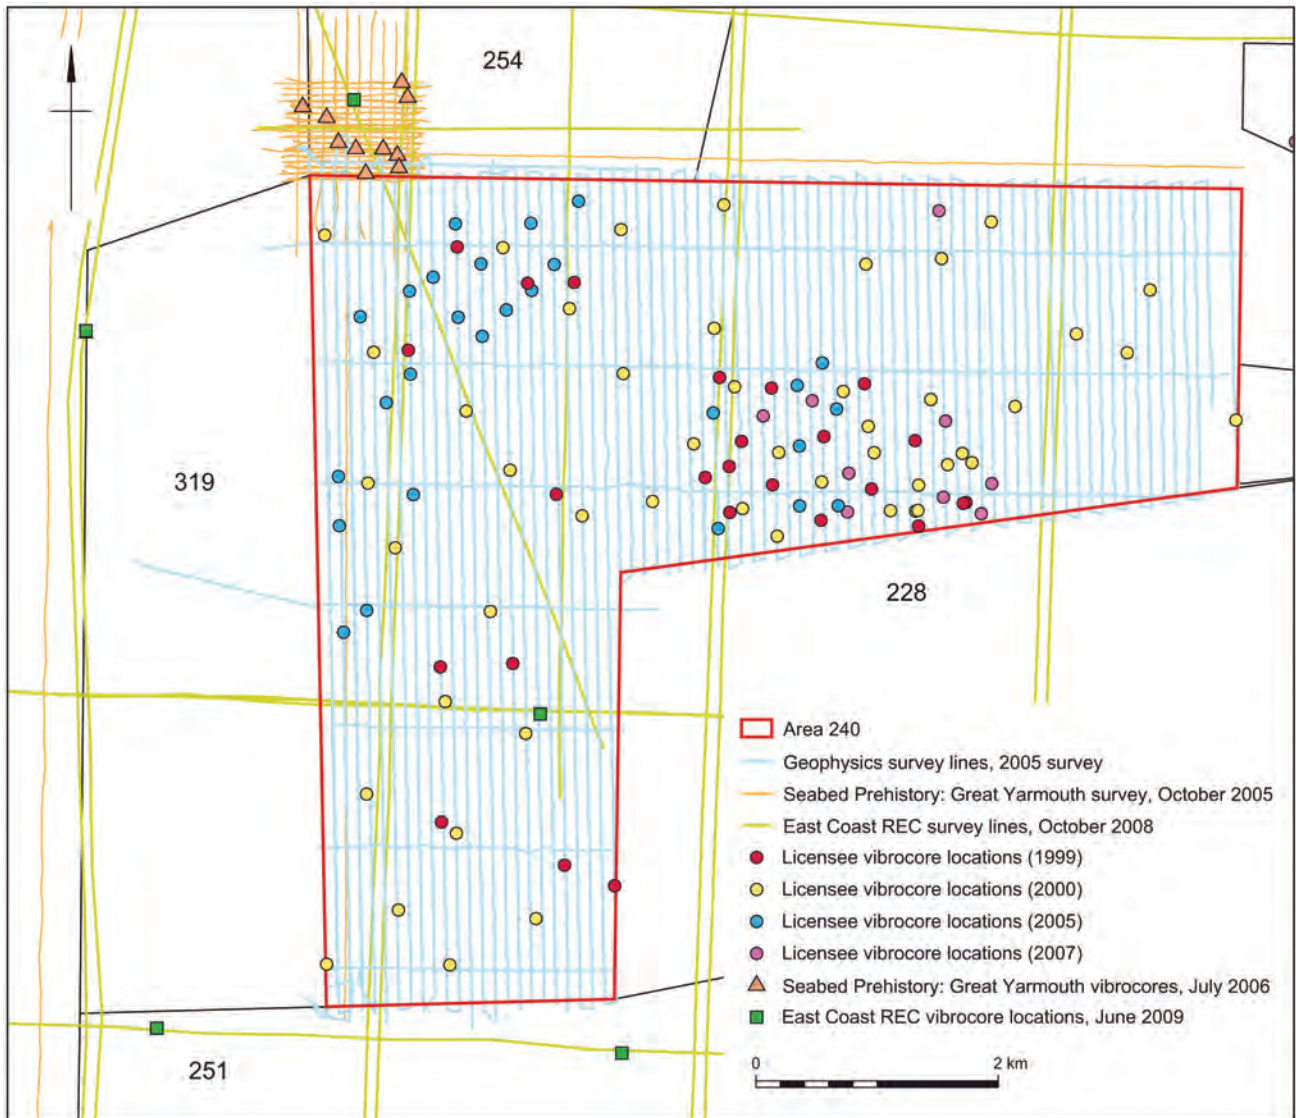 254
319
228
Area 240
Geophysics survey lines, 2005 survey
Seabed Prehistory: Great Yarmouth survey, October 2005
East Coast REC survey lines, October 2008
Licensee vibrocore locations (1999)
Licensee vibrocore locations (2000)
Licensee vibrocore locations (2005)
Licensee vibrocore locations (2007)
Seabed Prehistory: Great Yarmouth vibrocores, July 2006
East Coast REC vibrocore locations, June 2009
0 2 km
251